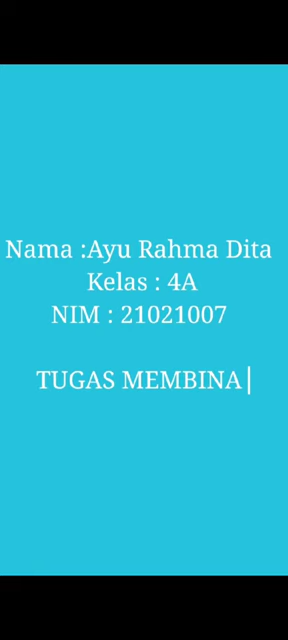 Nama :Ayu Rahma Dita
Kelas : 4A
NIM : 21021007
TUGAS MEMBINA|